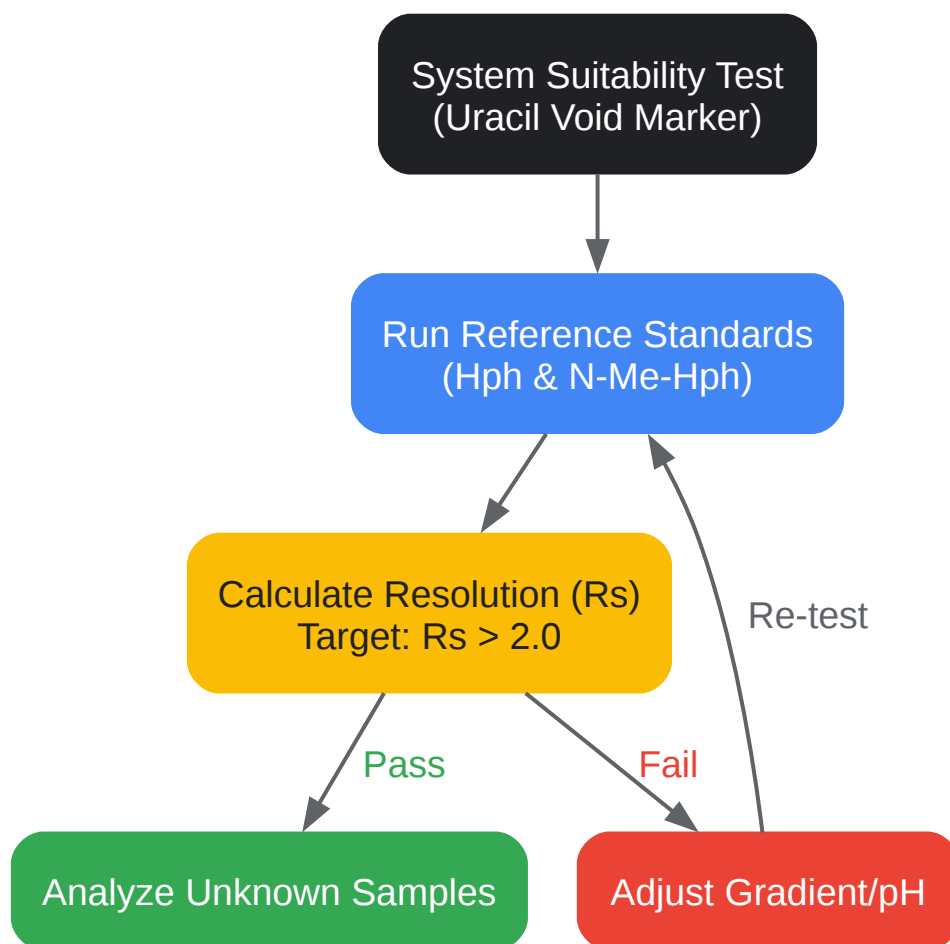 System Suitability Test
(Uracil Void Marker)
Run Reference Standards
(Hph & N-Me-Hph)
Calculate Resolution (Rs)
Target: Rs > 2.0
Re-test
Pass
Fail
Analyze Unknown Samples
Adjust Gradient/pH